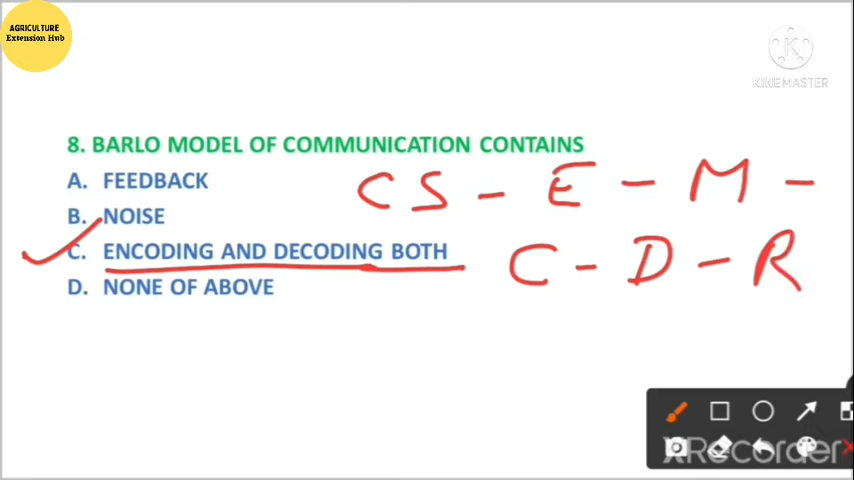 AGRICULTURE
Extension Hub
KINEMASTER
8. BARLO MODEL OF COMMUNICATION CONTAINS
A. FEEDBACK
B. NOISE
C. ENCODING AND DECODING BOTH
D. NONE OF ABOVE
CS - E - M -
C - D - R
XRecorder